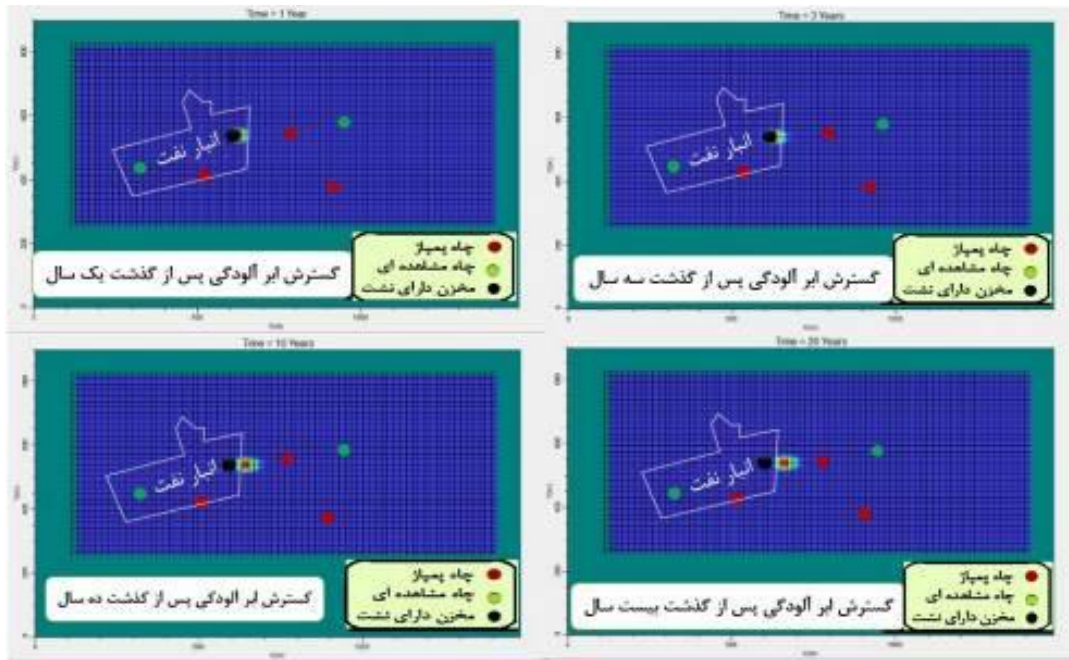 Time = 1 Year
انبار نفت
چاه پمپاژ
چاه مشاهده ای
مخزن دارای نشت
گسترش ابر آلودگی پس از گذشت یک سال
Time = 3 Years
انبار نفت
چاه پمپاژ
چاه مشاهده ای
مخزن دارای نشت
گسترش ابر آلودگی پس از گذشت سه سال
Time = 10 Years
انبار نفت
چاه پمپاژ
چاه مشاهده ای
مخزن دارای نشت
گسترش ابر آلودگی پس از گذشت ده سال
Time = 20 Years
انبار نفت
چاه پمپاژ
چاه مشاهده ای
مخزن دارای نشت
گسترش ابر آلودگی پس از گذشت بیست سال